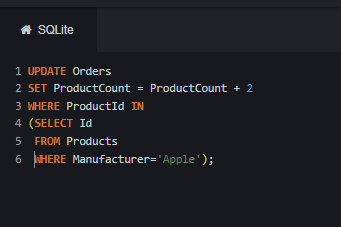 SQLite
1 UPDATE Orders
2 SET ProductCount = ProductCount + 2
3 WHERE ProductId IN
4 (SELECT Id
5  FROM Products
6  WHERE Manufacturer='Apple');